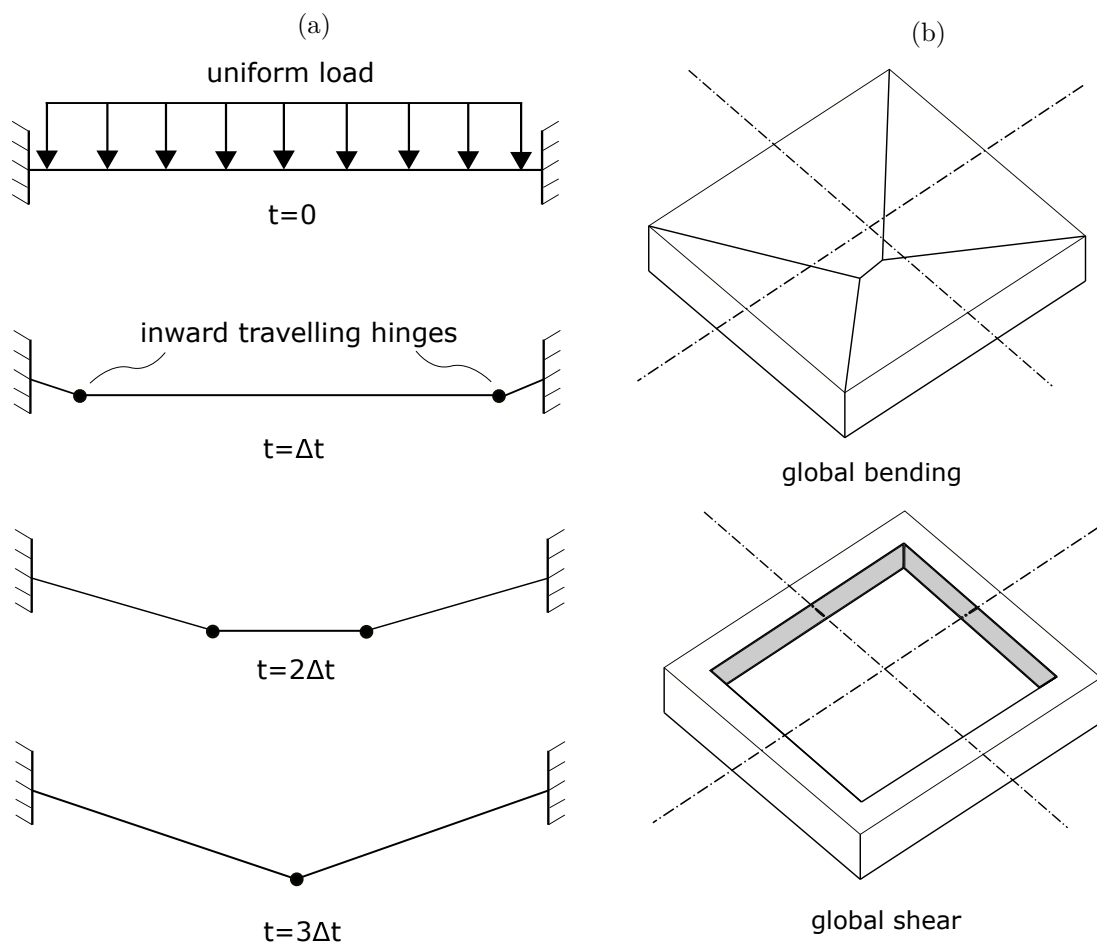 (a)
uniform load
t=0
inward travelling hinges
t=Δt
t=2Δt
t=3Δt
(b)
global bending
global shear